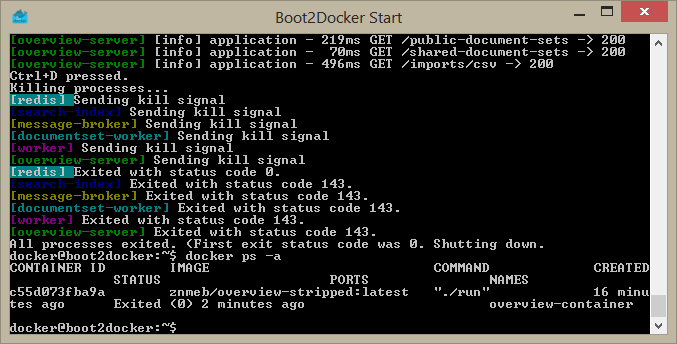 Boot2Docker Start
[overview-server] [info] application - 219ms GET /public-document-sets -> 200
[overview-server] [info] application -  70ms GET /shared-document-sets -> 200
[overview-server] [info] application - 496ms GET /imports/csv -> 200
Ctrl+D pressed.
Killing processes...
[redis] Sending kill signal
[search-index] Sending kill signal
[message-broker] Sending kill signal
[documentset-worker] Sending kill signal
[worker] Sending kill signal
[overview-server] Sending kill signal
[redis] Exited with status code 0.
[search-index] Exited with status code 143.
[message-broker] Exited with status code 143.
[documentset-worker] Exited with status code 143.
[worker] Exited with status code 143.
[overview-server] Exited with status code 143.
All processes exited. (First exit status code was 0. Shutting down.
docker@boot2docker:~$ docker ps -a
CONTAINER ID        IMAGE                            COMMAND             CREATED
             STATUS                     PORTS               NAMES
c55d073fba9a        znmeb/overview-stripped:latest   "./run"             16 minu
tes ago      Exited (0) 2 minutes ago                       overview-container
docker@boot2docker:~$